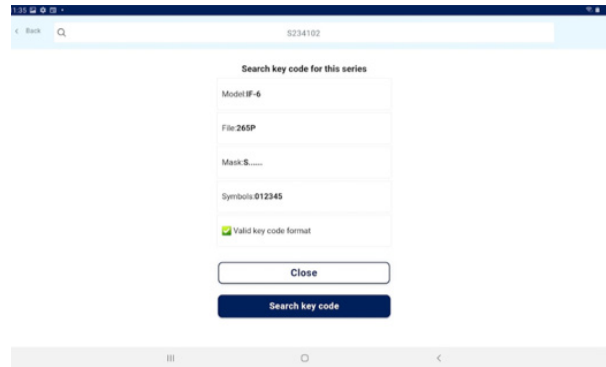 1:35
Back
S234102
Search key code for this series
Model:IF-6
File:265P
Mask:S......
Symbols:012345
Valid key code format
Close
Search key code